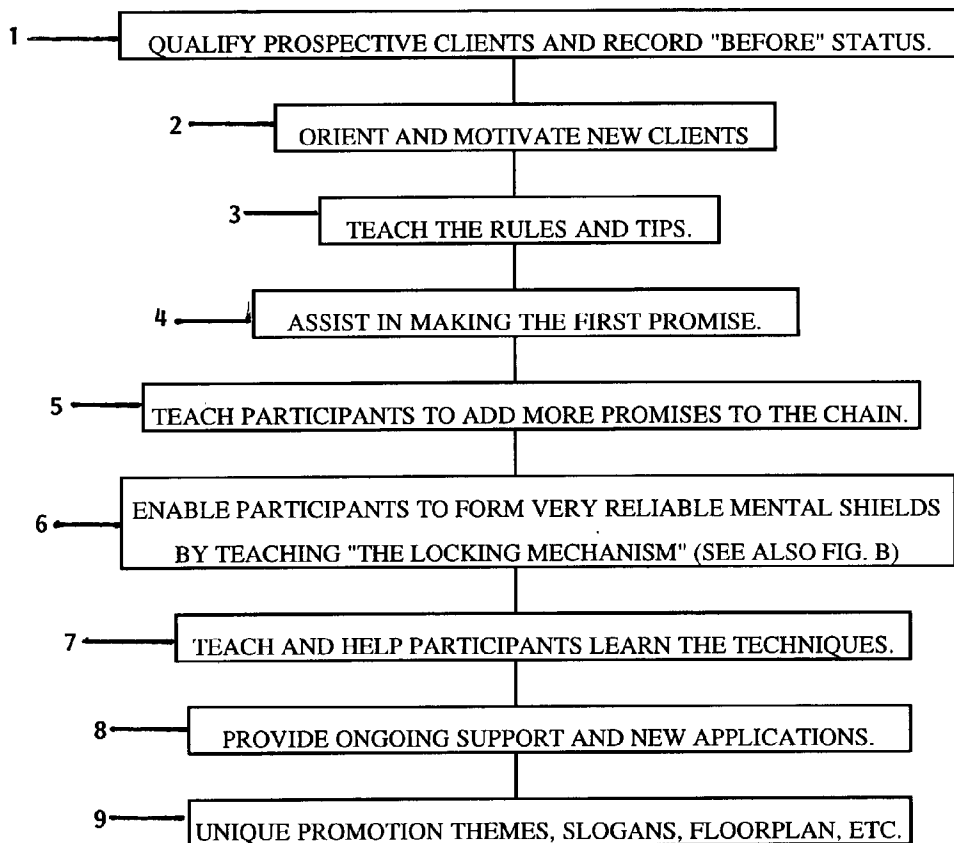 1
QUALIFY PROSPECTIVE CLIENTS AND RECORD "BEFORE" STATUS.
2
ORIENT AND MOTIVATE NEW CLIENTS
3
TEACH THE RULES AND TIPS.
4
ASSIST IN MAKING THE FIRST PROMISE.
5
TEACH PARTICIPANTS TO ADD MORE PROMISES TO THE CHAIN.
6
ENABLE PARTICIPANTS TO FORM VERY RELIABLE MENTAL SHIELDS
BY TEACHING "THE LOCKING MECHANISM" (SEE ALSO FIG. B)
7
TEACH AND HELP PARTICIPANTS LEARN THE TECHNIQUES.
8
PROVIDE ONGOING SUPPORT AND NEW APPLICATIONS.
9
UNIQUE PROMOTION THEMES, SLOGANS, FLOORPLAN, ETC.